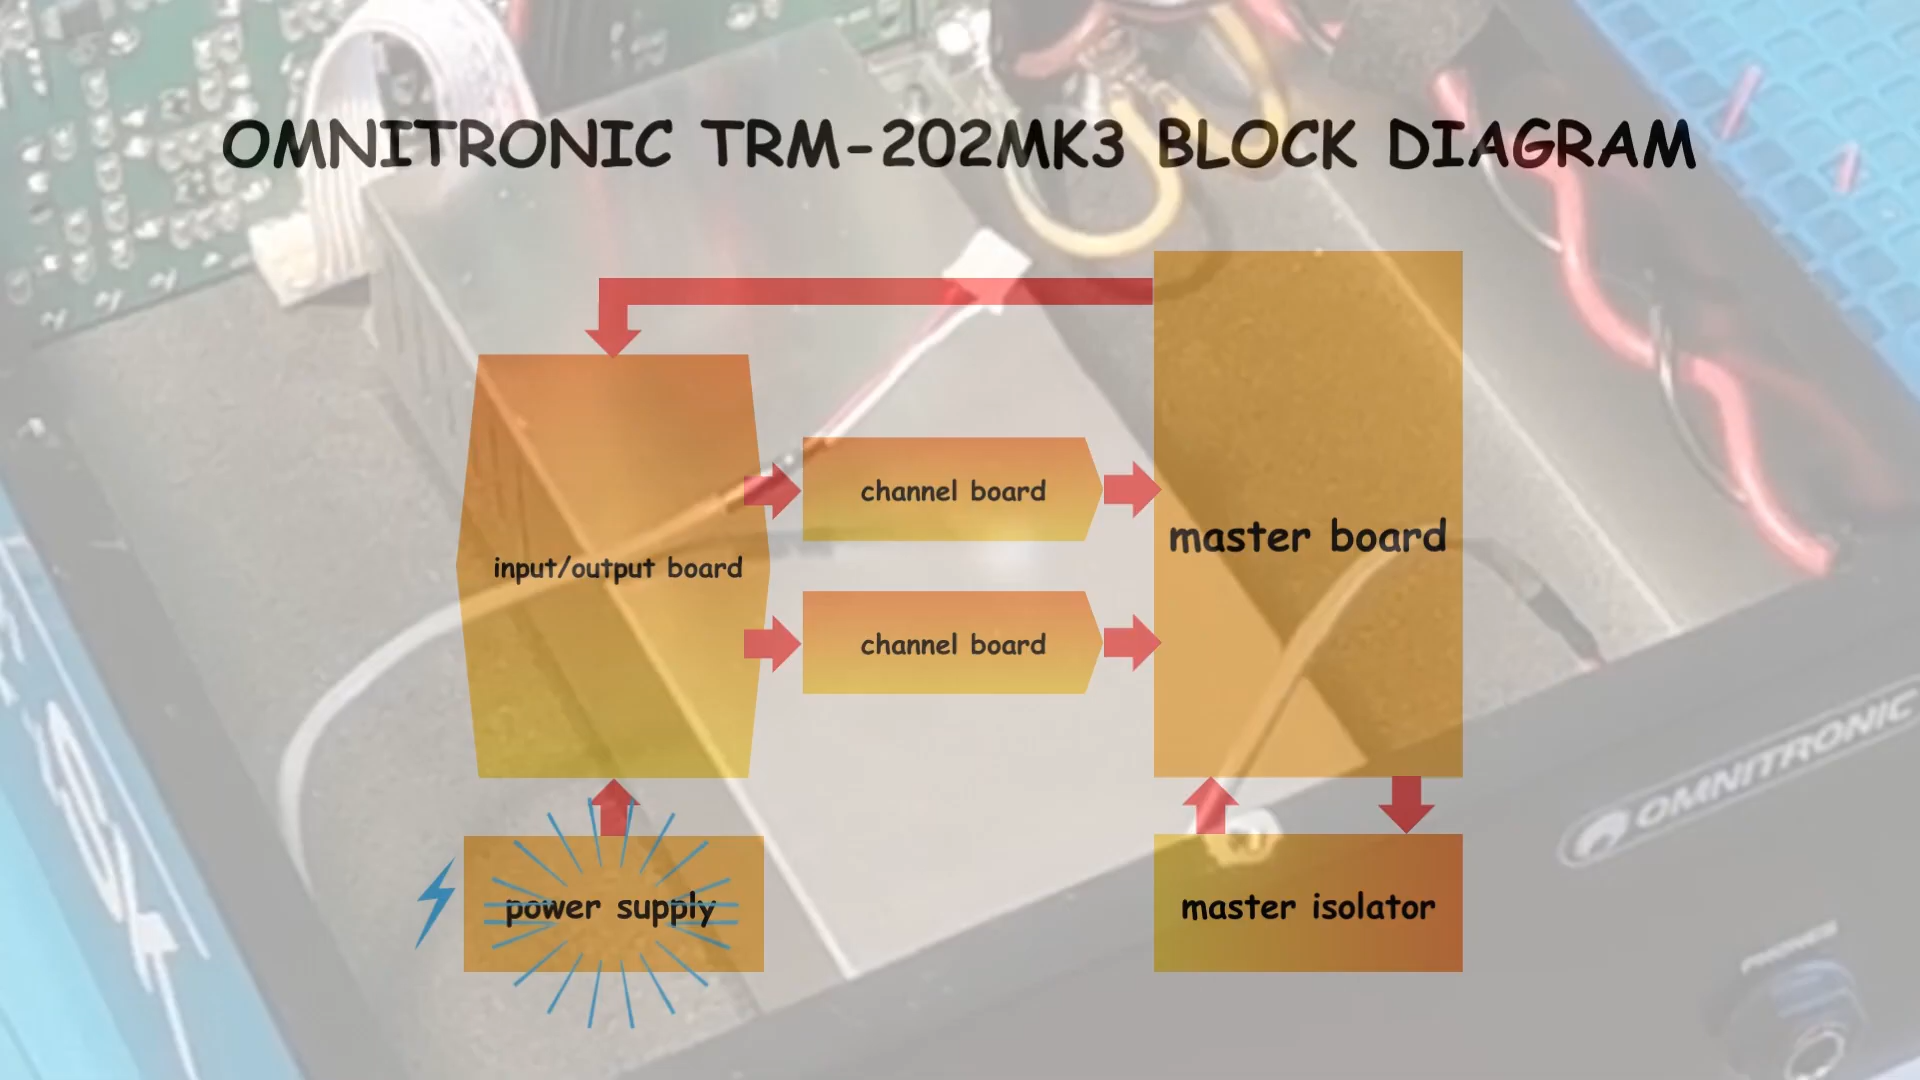 OMNITRONIC TRM-202MK3 BLOCK DIAGRAM
channel board
master board
input/output board
channel board
power supply
master isolator
OMNITRONIC
PHONES